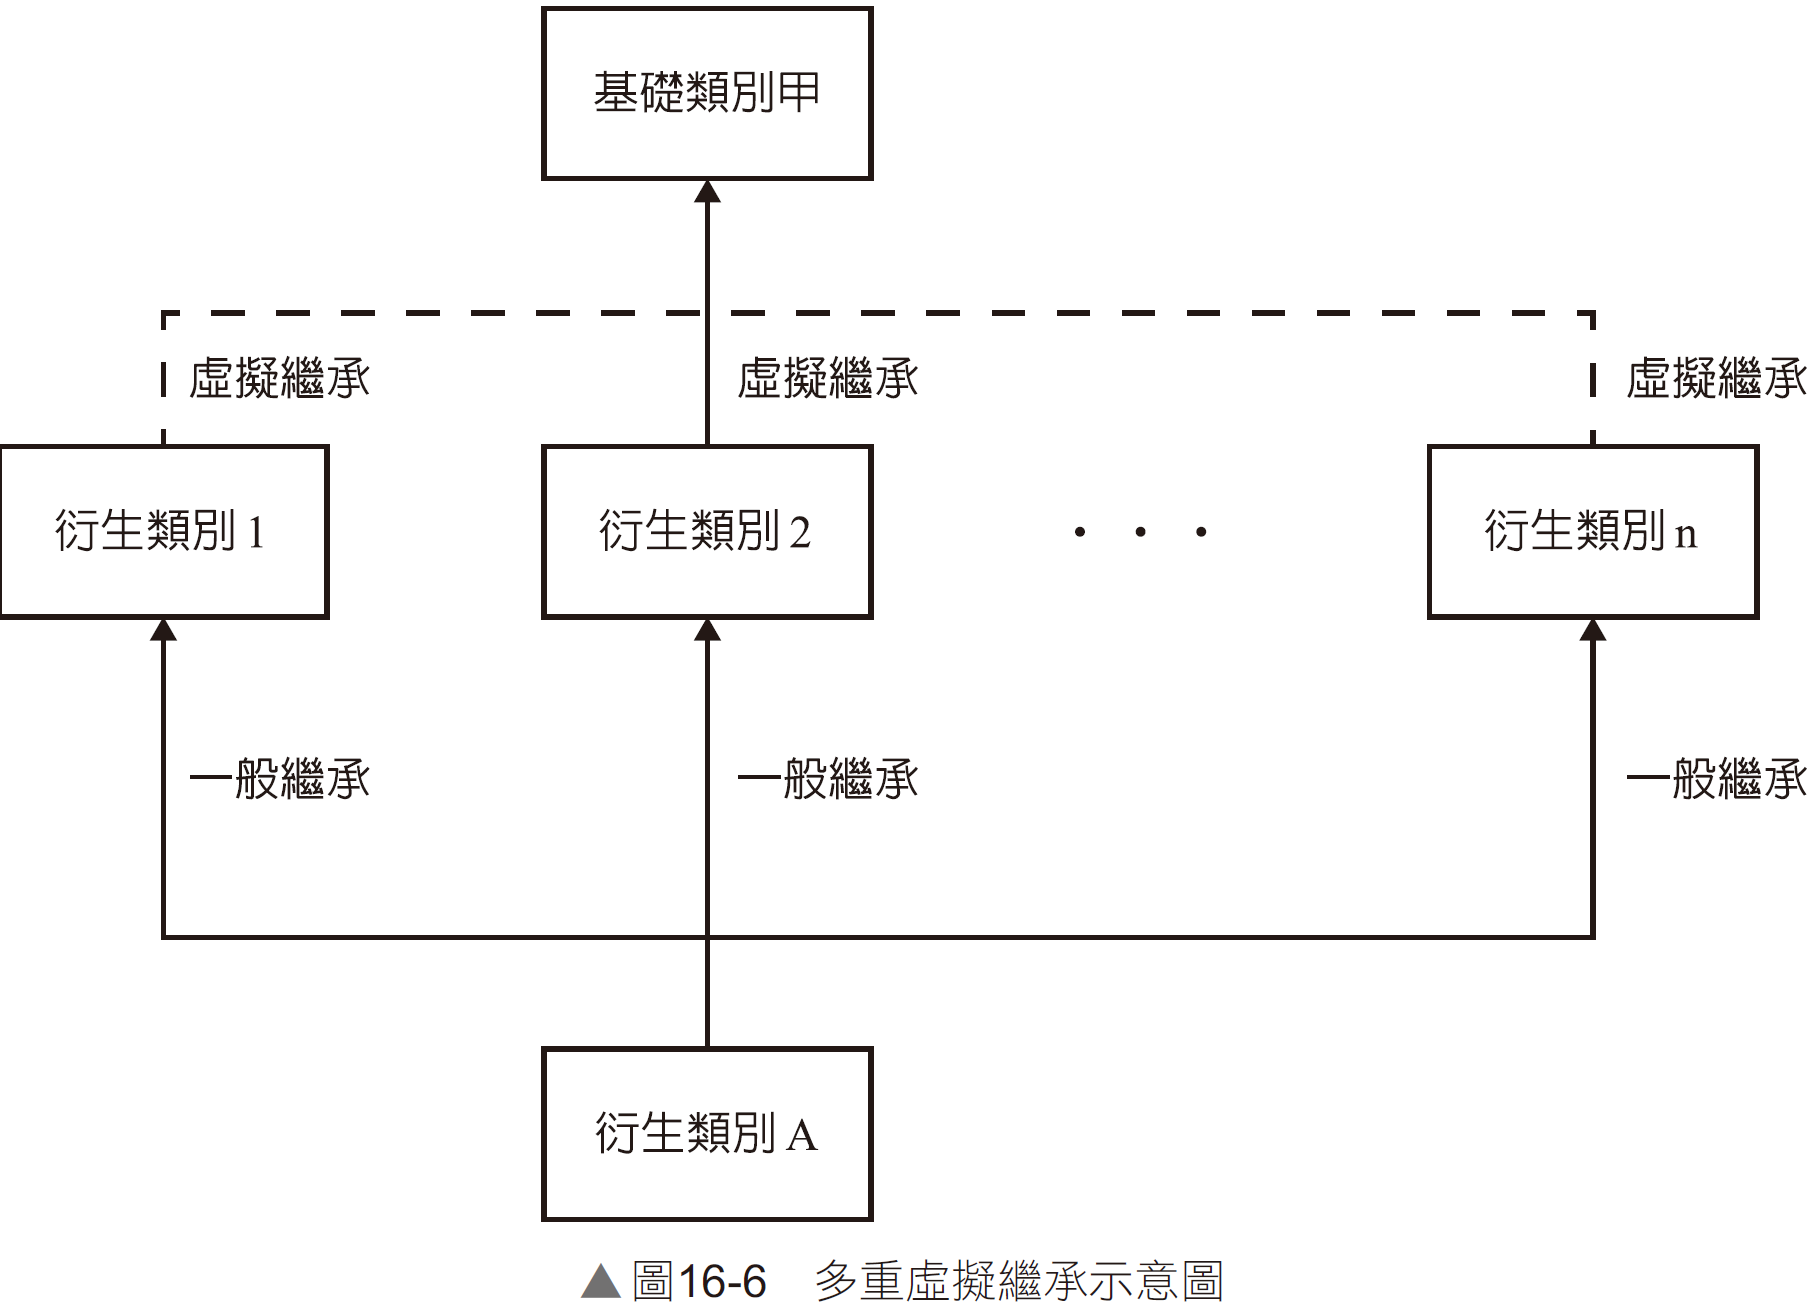 基礎類別甲
虛擬繼承 虛擬繼承 虛擬繼承
衍生類別 1 衍生類別 2 · · · 衍生類別 n
一般繼承 一般繼承 一般繼承
衍生類別 A
▲ 圖16-6 多重虛擬繼承示意圖